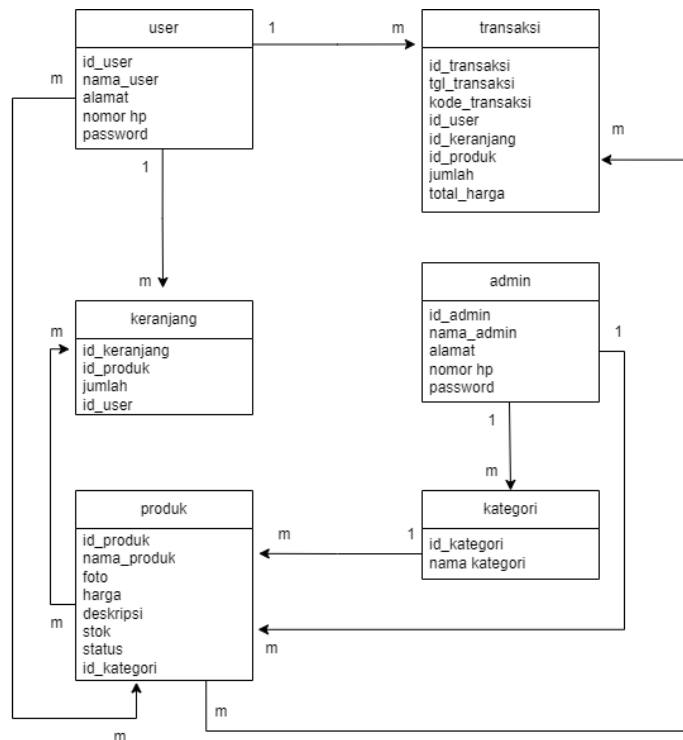 user
id_user
nama_user
alamat
nomor hp
password
1
m
transaksi
id_transaksi
tgl_transaksi
kode_transaksi
id_user
id_keranjang
id_produk
jumlah
total_harga
m
m
1
m
keranjang
id_keranjang
id_produk
jumlah
id_user
m
admin
id_admin
nama_admin
alamat
nomor hp
password
1
1
m
produk
id_produk
nama_produk
foto
harga
deskripsi
stok
status
id_kategori
m
1
kategori
id_kategori
nama kategori
m
m
m
m